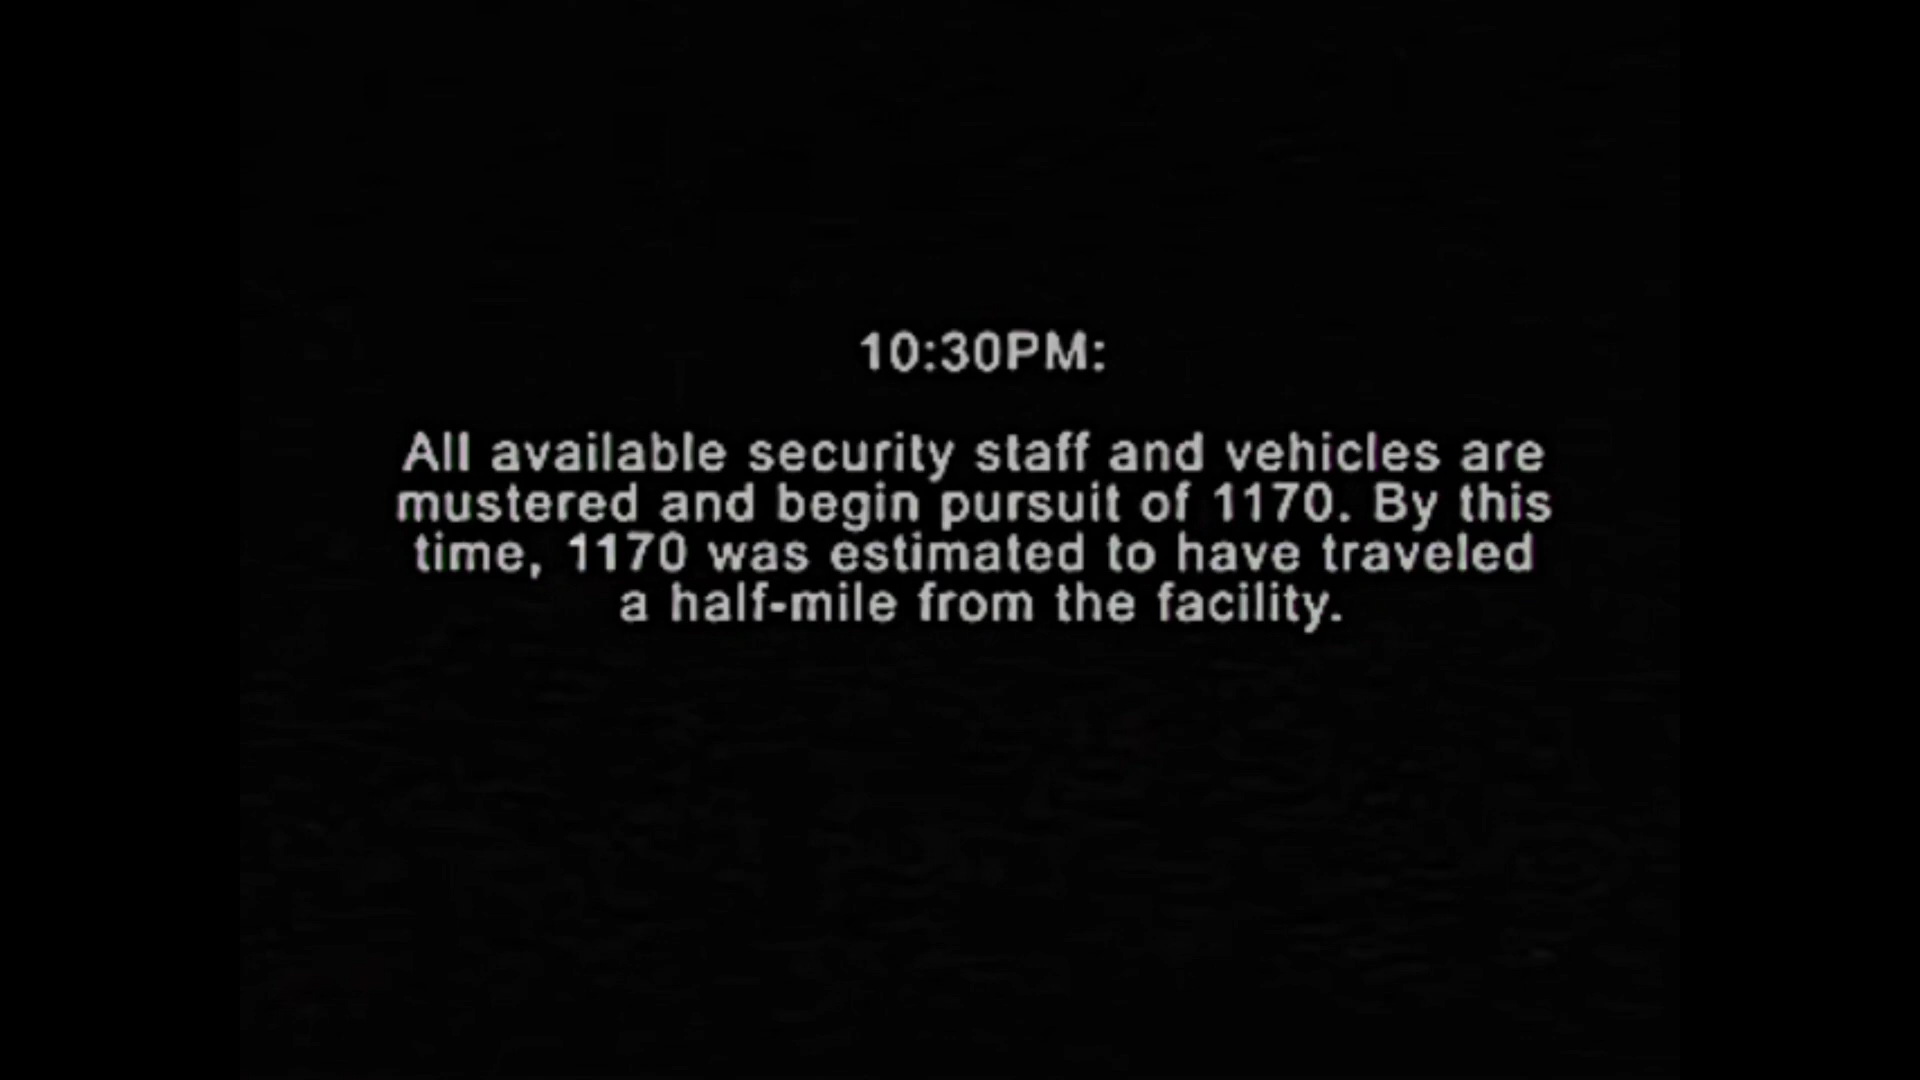 10:30PM:
All available security staff and vehicles are
mustered and begin pursuit of 1170. By this
time, 1170 was estimated to have traveled
a half-mile from the facility.